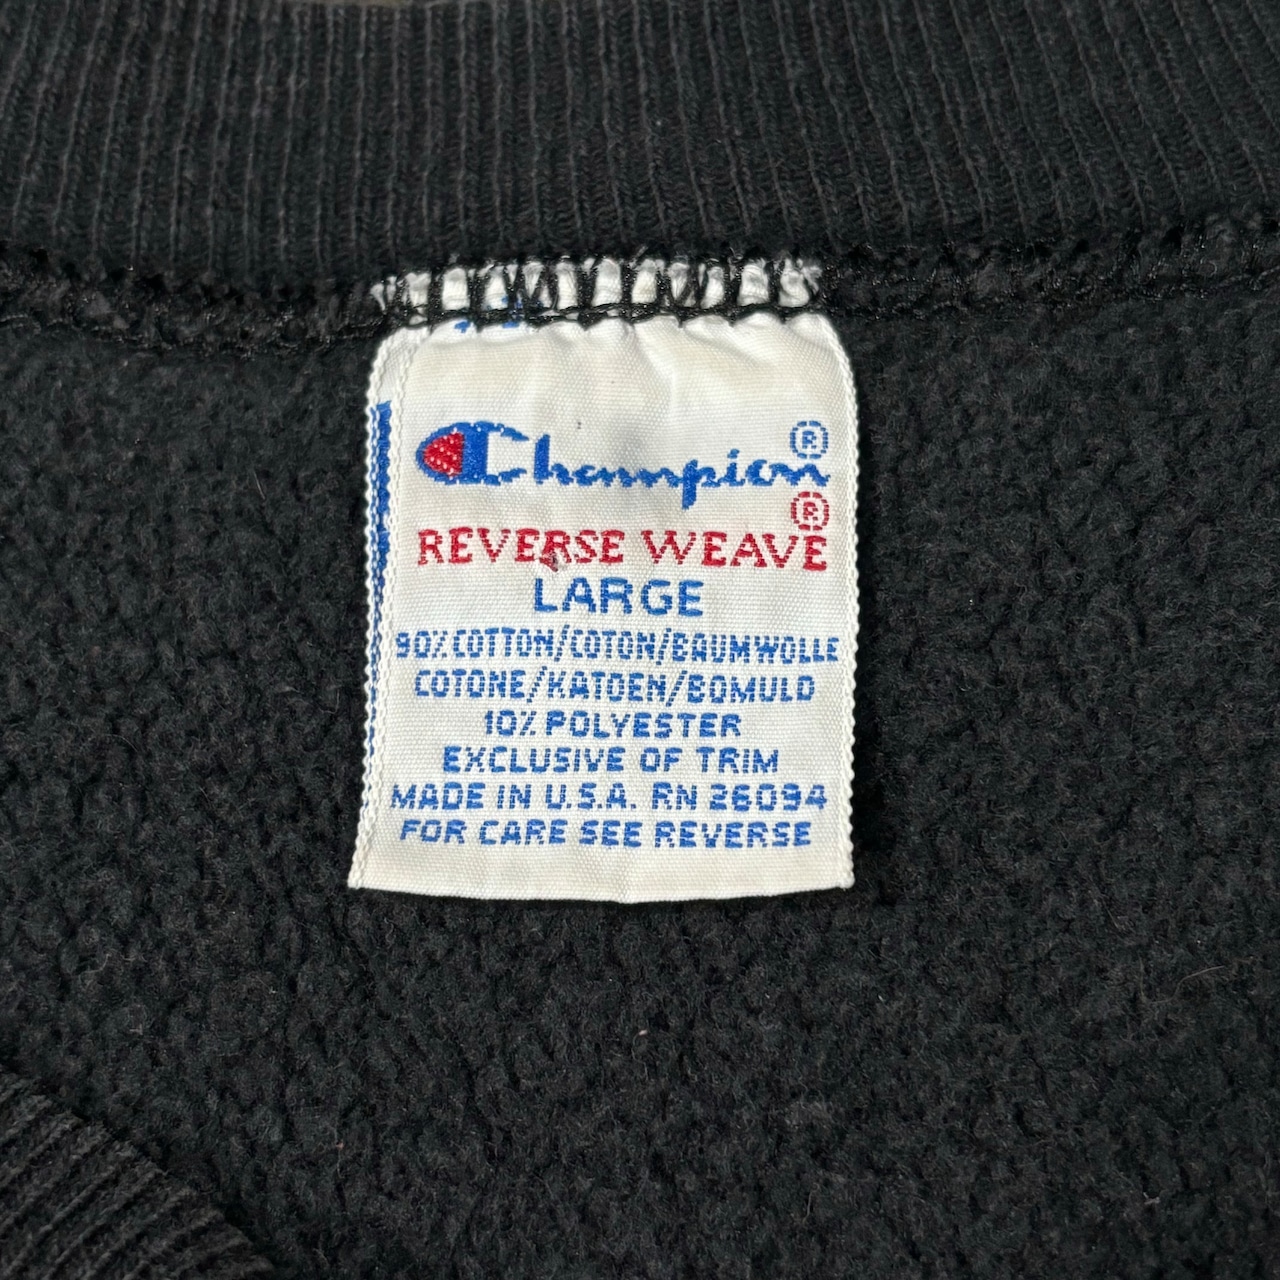 Champion®
REVERSE WEAVE®
LARGE
90% COTTON/COTON/BAUMWOLLE
COTONE/KATOEN/BOMULD
10% POLYESTER
EXCLUSIVE OF TRIM
MADE IN U.S.A. RN 26094
FOR CARE SEE REVERSE